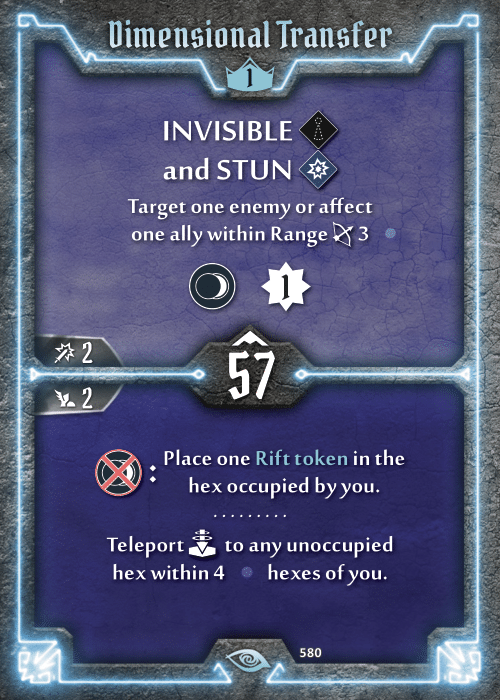 Dimensional Transfer
1
INVISIBLE
and STUN
Target one enemy or affect
one ally within Range 3
1
2
57
2
: Place one Rift token in the
hex occupied by you.
.........
Teleport to any unoccupied
hex within 4 hexes of you.
580